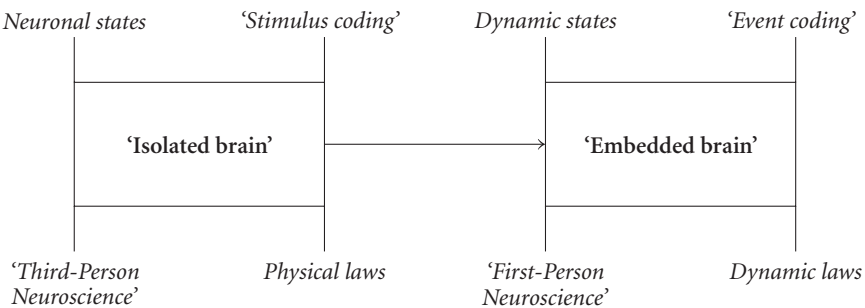 Neuronal states
‘Stimulus coding’
Dynamic states
‘Event coding’
‘Isolated brain’
‘Embedded brain’
‘Third-Person
Neuroscience’
Physical laws
‘First-Person
Neuroscience’
Dynamic laws